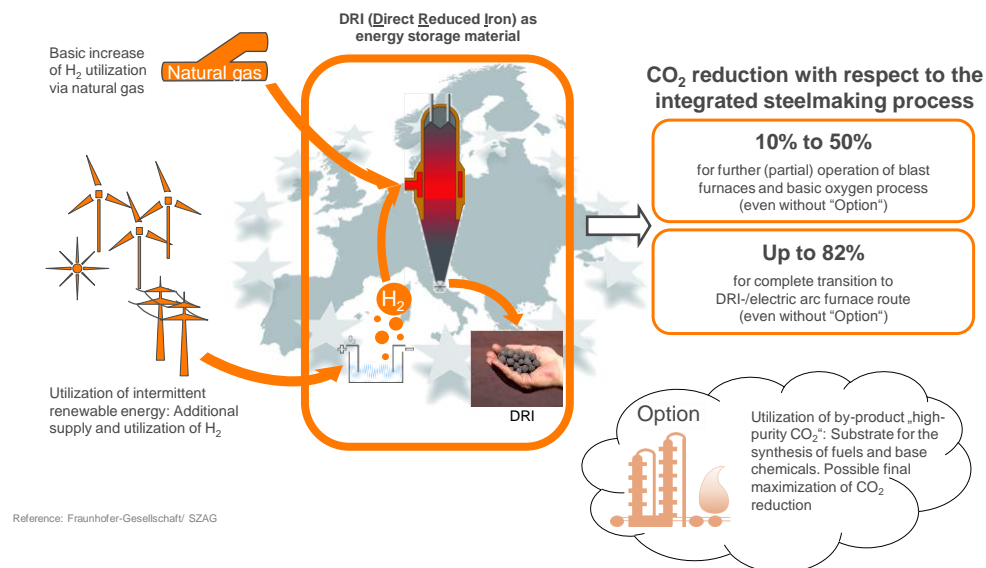 DRI (Direct Reduced Iron) as
energy storage material
Basic increase
of H₂ utilization
via natural gas
Natural gas
CO₂ reduction with respect to the
integrated steelmaking process
10% to 50%
for further (partial) operation of blast
furnaces and basic oxygen process
(even without "Option“)
Up to 82%
for complete transition to
DRI-/electric arc furnace route
(even without "Option“)
H₂
+
−
DRI
Utilization of intermittent
renewable energy: Additional
supply and utilization of H₂
Option
Utilization of by-product „high-
purity CO₂“: Substrate for the
synthesis of fuels and base
chemicals. Possible final
maximization of CO₂
reduction
Reference: Fraunhofer-Gesellschaft/ SZAG